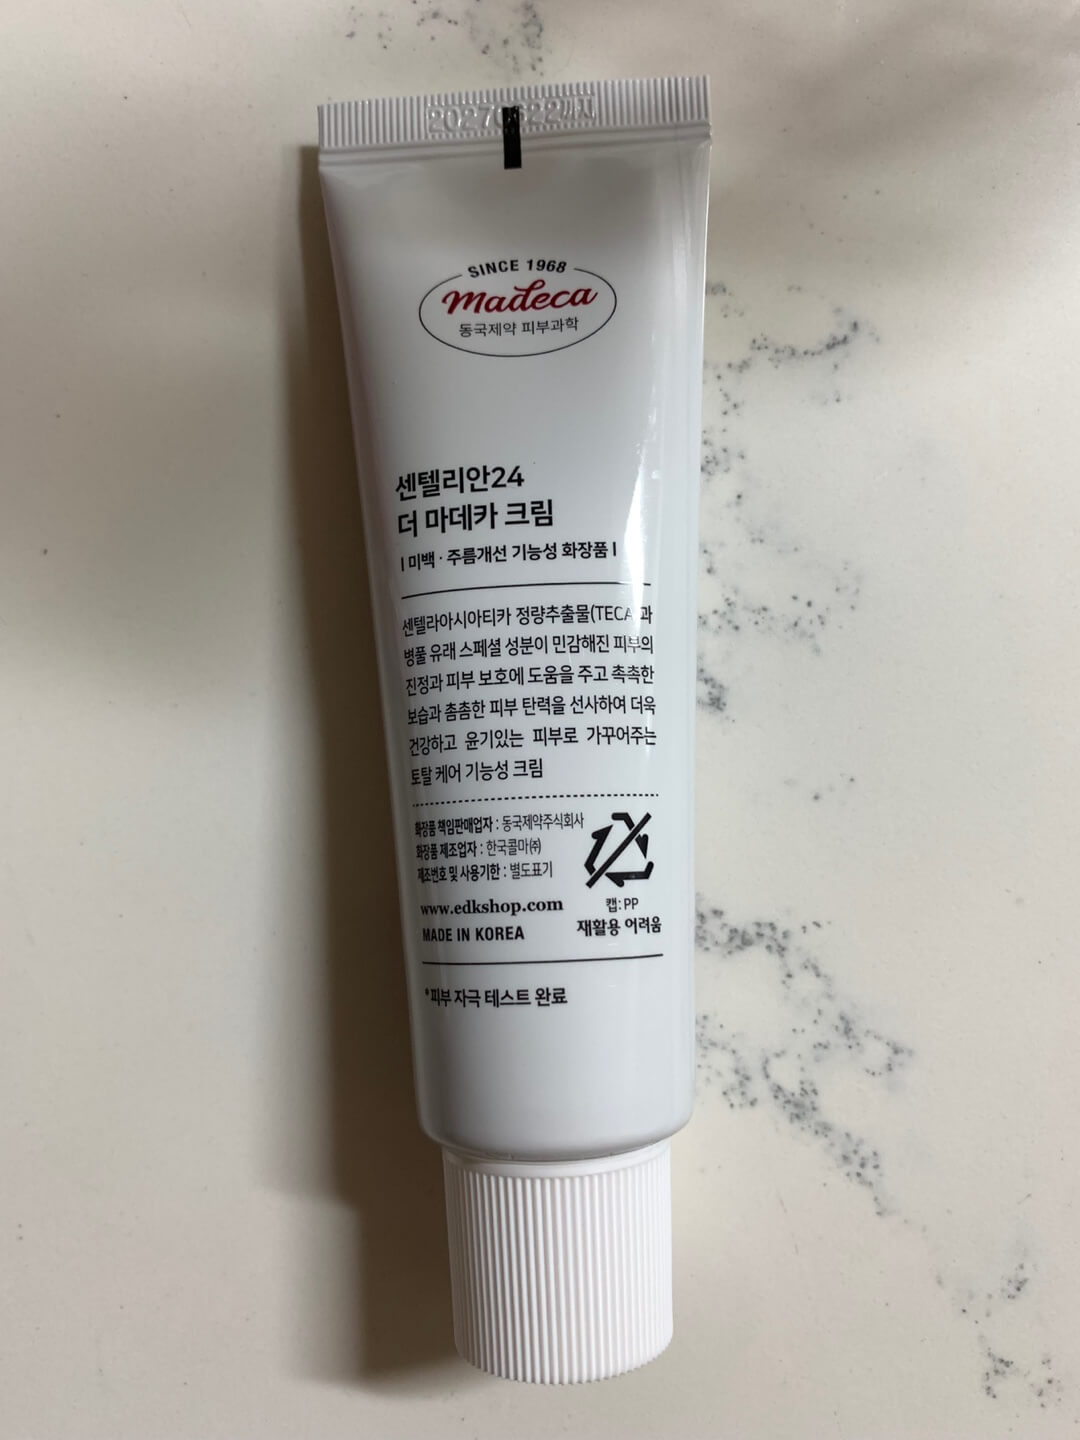 SINCE 1968
madeca
동국제약 피부과학
센텔리안24
더 마데카 크림
| 미백 · 주름개선 기능성 화장품 |
센텔라아시아티카 정량추출물(TECA)과
병풀 유래 스페셜 성분이 민감해진 피부의
진정과 피부 보호에 도움을 주고 촉촉한
보습과 촘촘한 피부 탄력을 선사하여 더욱
건강하고 윤기있는 피부로 가꾸어주는
토탈 케어 기능성 크림
화장품 책임판매업자 : 동국제약주식회사
화장품 제조업자 : 한국콜마㈜
제조번호 및 사용기한 : 별도표기
www.edkshop.com
MADE IN KOREA
캡: PP
재활용 어려움
*피부 자극 테스트 완료